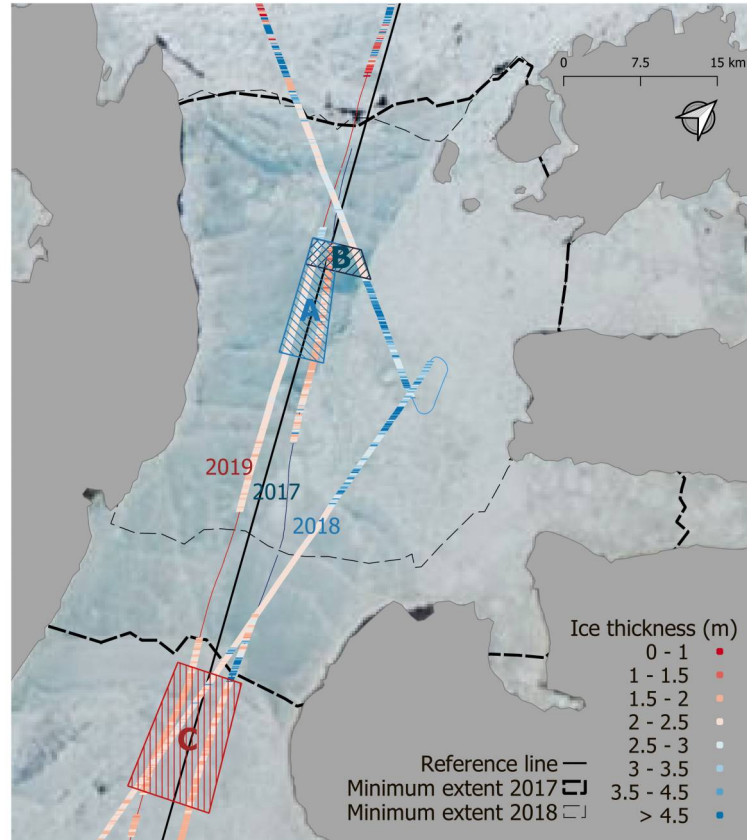 0 7.5 15 km
B
A
2019
2017
2018
C
Ice thickness (m)
0 - 1
1 - 1.5
1.5 - 2
2 - 2.5
2.5 - 3
3 - 3.5
3.5 - 4.5
> 4.5
Reference line
Minimum extent 2017
Minimum extent 2018